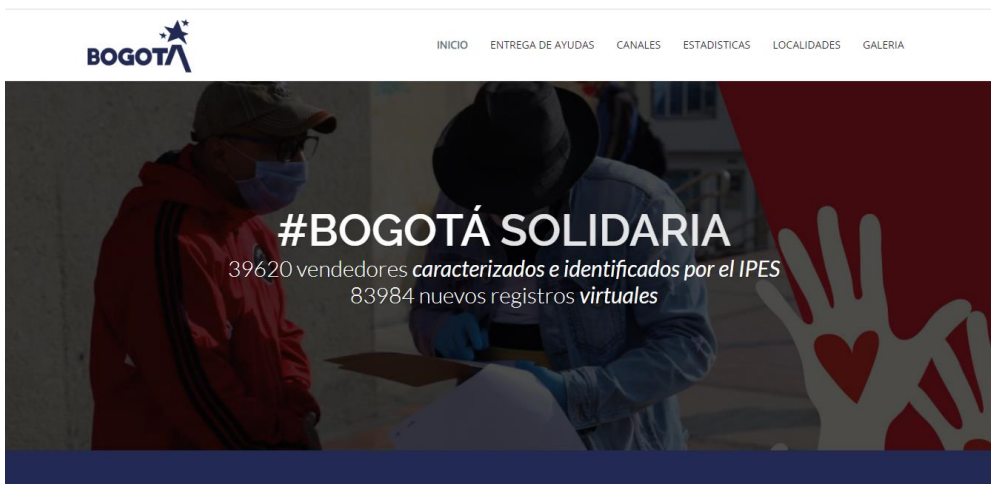 BOGOTÁ
INICIO ENTREGA DE AYUDAS CANALES ESTADISTICAS LOCALIDADES GALERIA
#BOGOTÁ SOLIDARIA
39620 vendedores caracterizados e identificados por el IPES
83984 nuevos registros virtuales